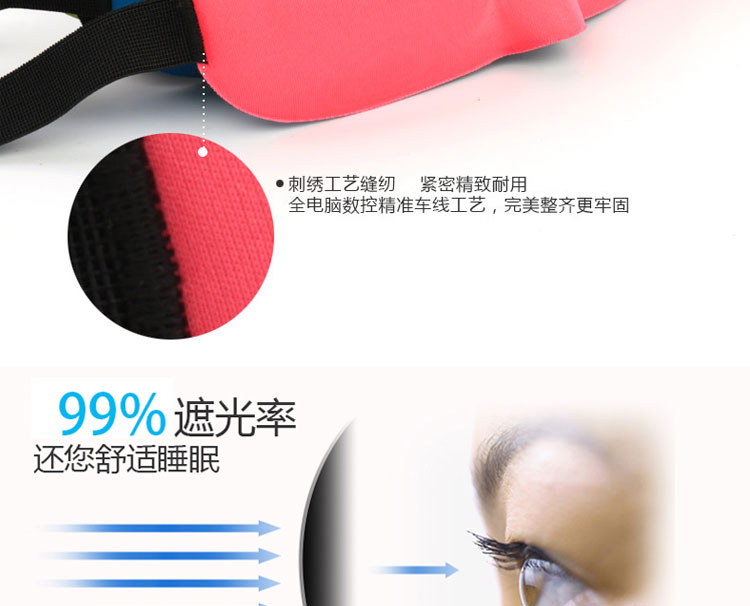 刺绣工艺缝纫 紧密精致耐用
全电脑数控精准车线工艺，完美整齐更牢固
99%遮光率
还您舒适睡眠